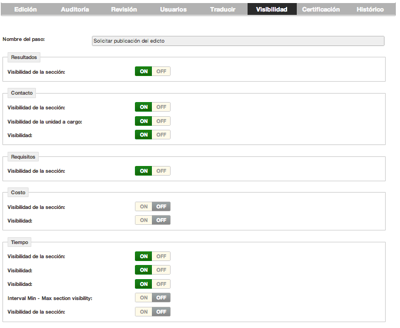 Edición Auditoría Revisión Usuarios Traducir Visibilidad Certificación Histórico
Nombre del paso: Solicitar publicación del edicto
Resultados
Visibilidad de la sección: ON OFF
Contacto
Visibilidad de la sección: ON OFF
Visibilidad de la unidad a cargo: ON OFF
Visibilidad: ON OFF
Requisitos
Visibilidad de la sección: ON OFF
Costo
Visibilidad de la sección: ON OFF
Visibilidad: ON OFF
Tiempo
Visibilidad de la sección: ON OFF
Visibilidad: ON OFF
Visibilidad: ON OFF
Interval Min - Max section visibility: ON OFF
Visibilidad de la sección: ON OFF